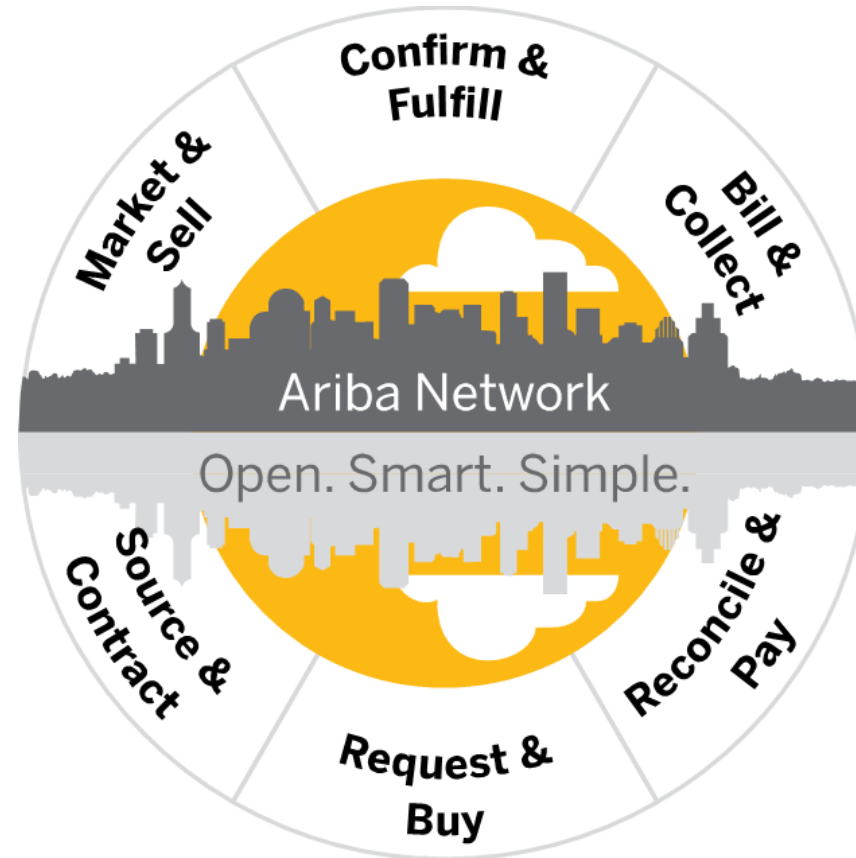 Confirm &
Fulfill
Market &
Sell
Bill &
Collect
Ariba Network
Open. Smart. Simple.
Source &
Contract
Reconcile &
Pay
Request &
Buy